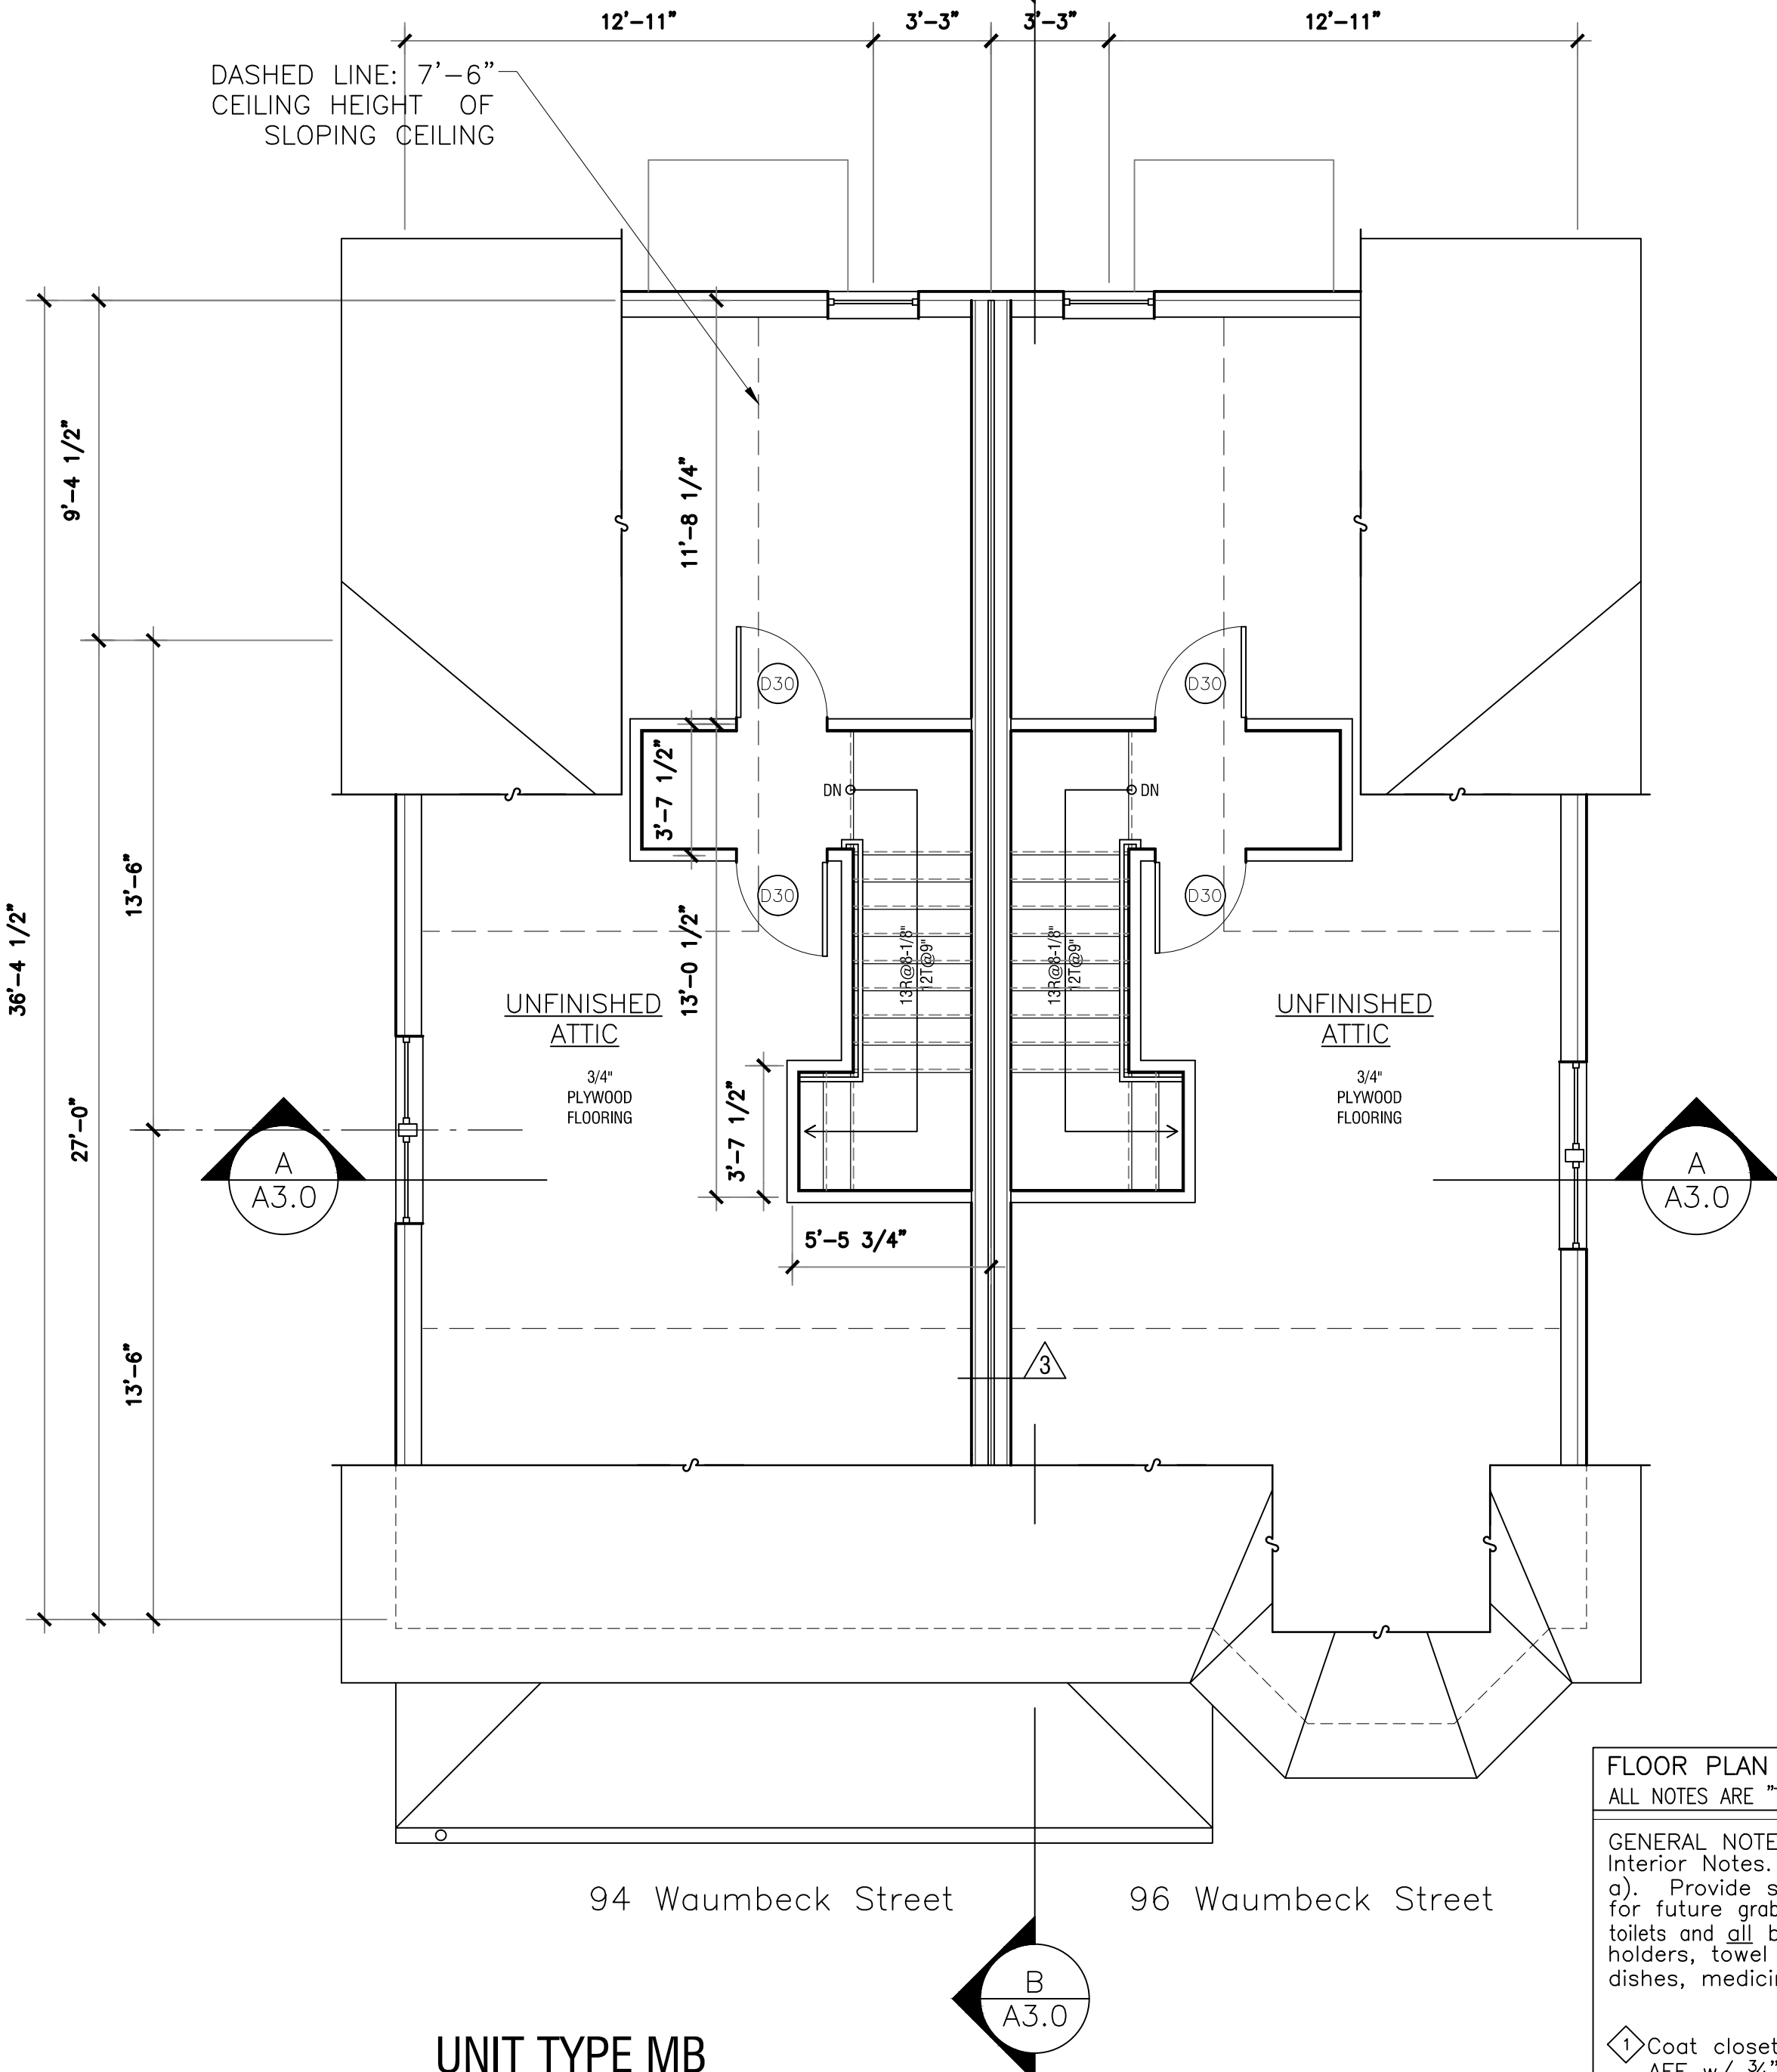 12'-11"
3'-3"
3'-3"
12'-11"
DASHED LINE: 7'-6"
CEILING HEIGHT OF
SLOPING CEILING
9'-4 1/2"
11'-8 1/4"
D30
D30
3'-7 1/2"
DN
DN
13'-6"
36'-4 1/2"
D30
D30
13'-0 1/2"
13R@8-1/8"
12T@9"
13R@8-1/8"
12T@9"
UNFINISHED
ATTIC
3/4"
PLYWOOD
FLOORING
UNFINISHED
ATTIC
3/4"
PLYWOOD
FLOORING
27'-0"
3'-7 1/2"
A
A3.0
A
A3.0
5'-5 3/4"
13'-6"
3
94 Waumbeck Street
96 Waumbeck Street
B
A3.0
UNIT TYPE MB
FLOOR PLAN
ALL NOTES ARE
GENERAL NOTE
Interior Notes.
a). Provide s
for future grab
toilets and all b
holders, towel
dishes, medici
1
Coat closet
AFF w/ 3/4"